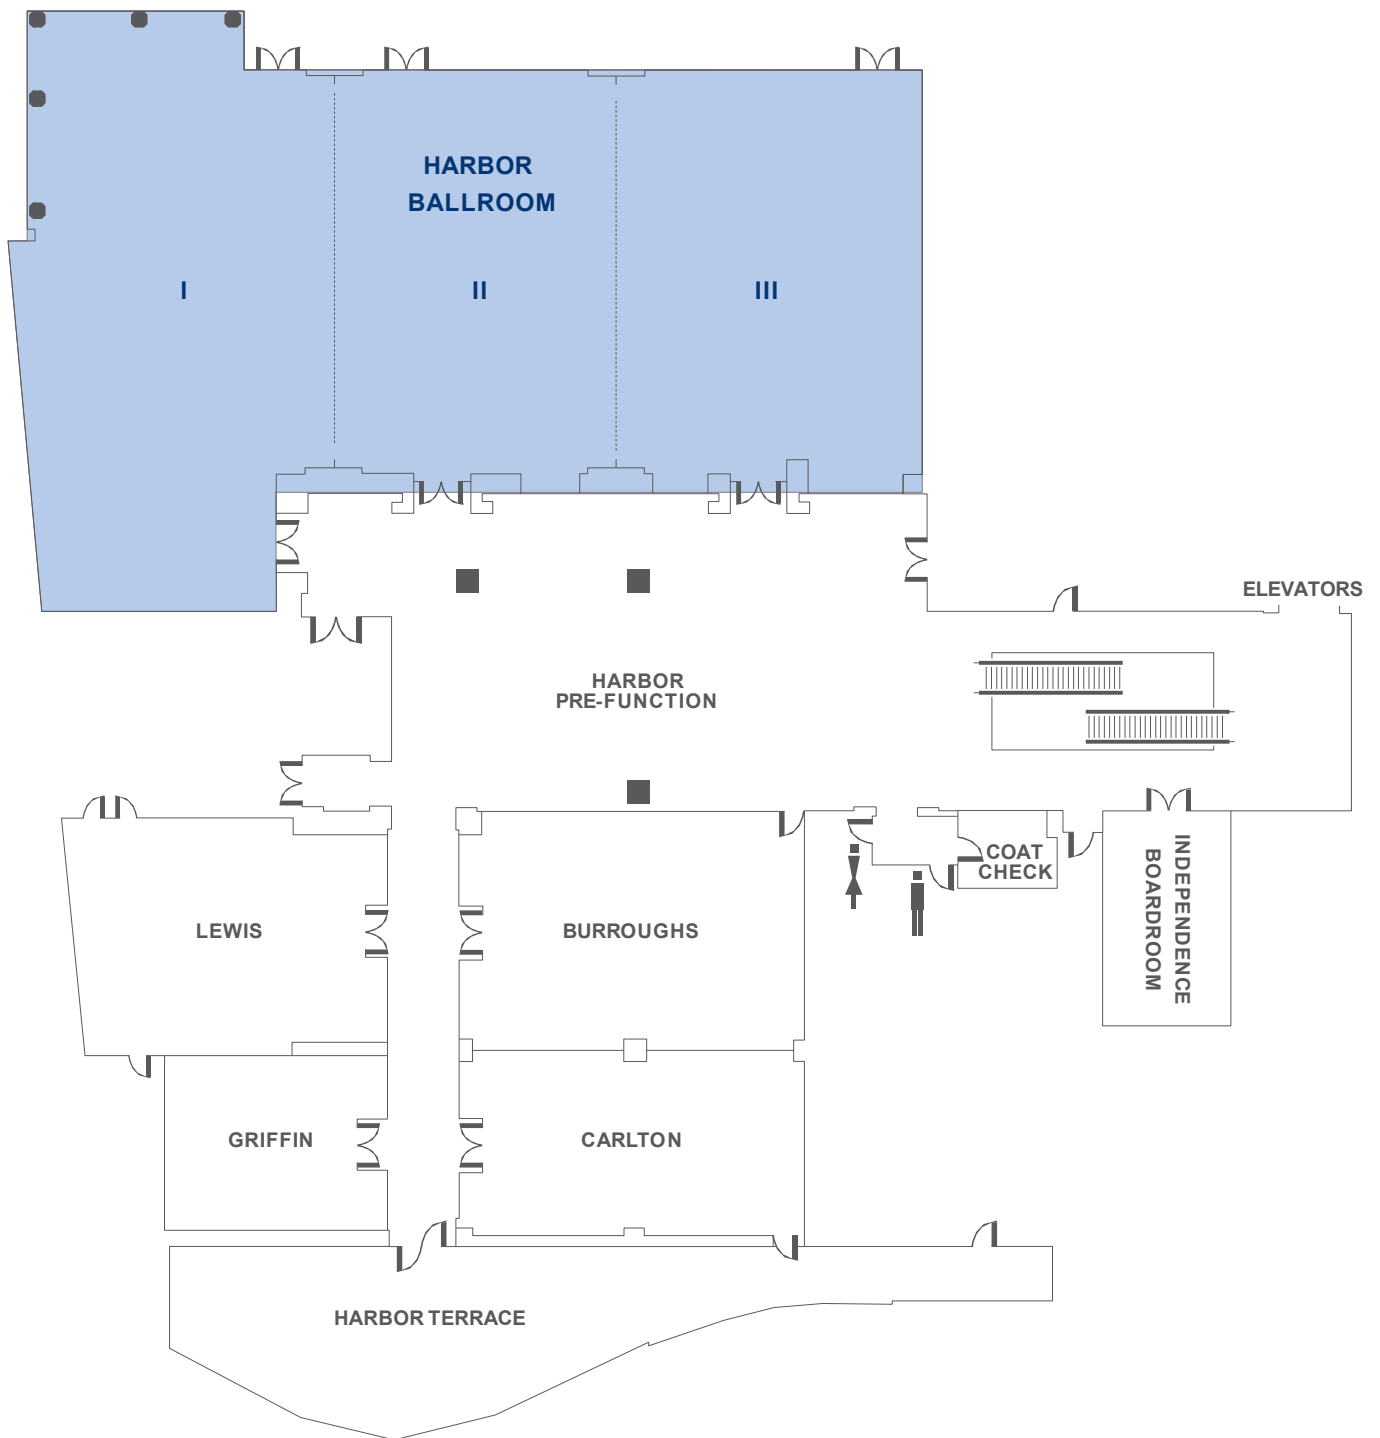 HARBOR
BALLROOM
I
II
III
ELEVATORS
HARBOR
PRE-FUNCTION
COAT
CHECK
INDEPENDENCE
BOARDROOM
LEWIS
BURROUGHS
GRIFFIN
CARLTON
HARBOR TERRACE